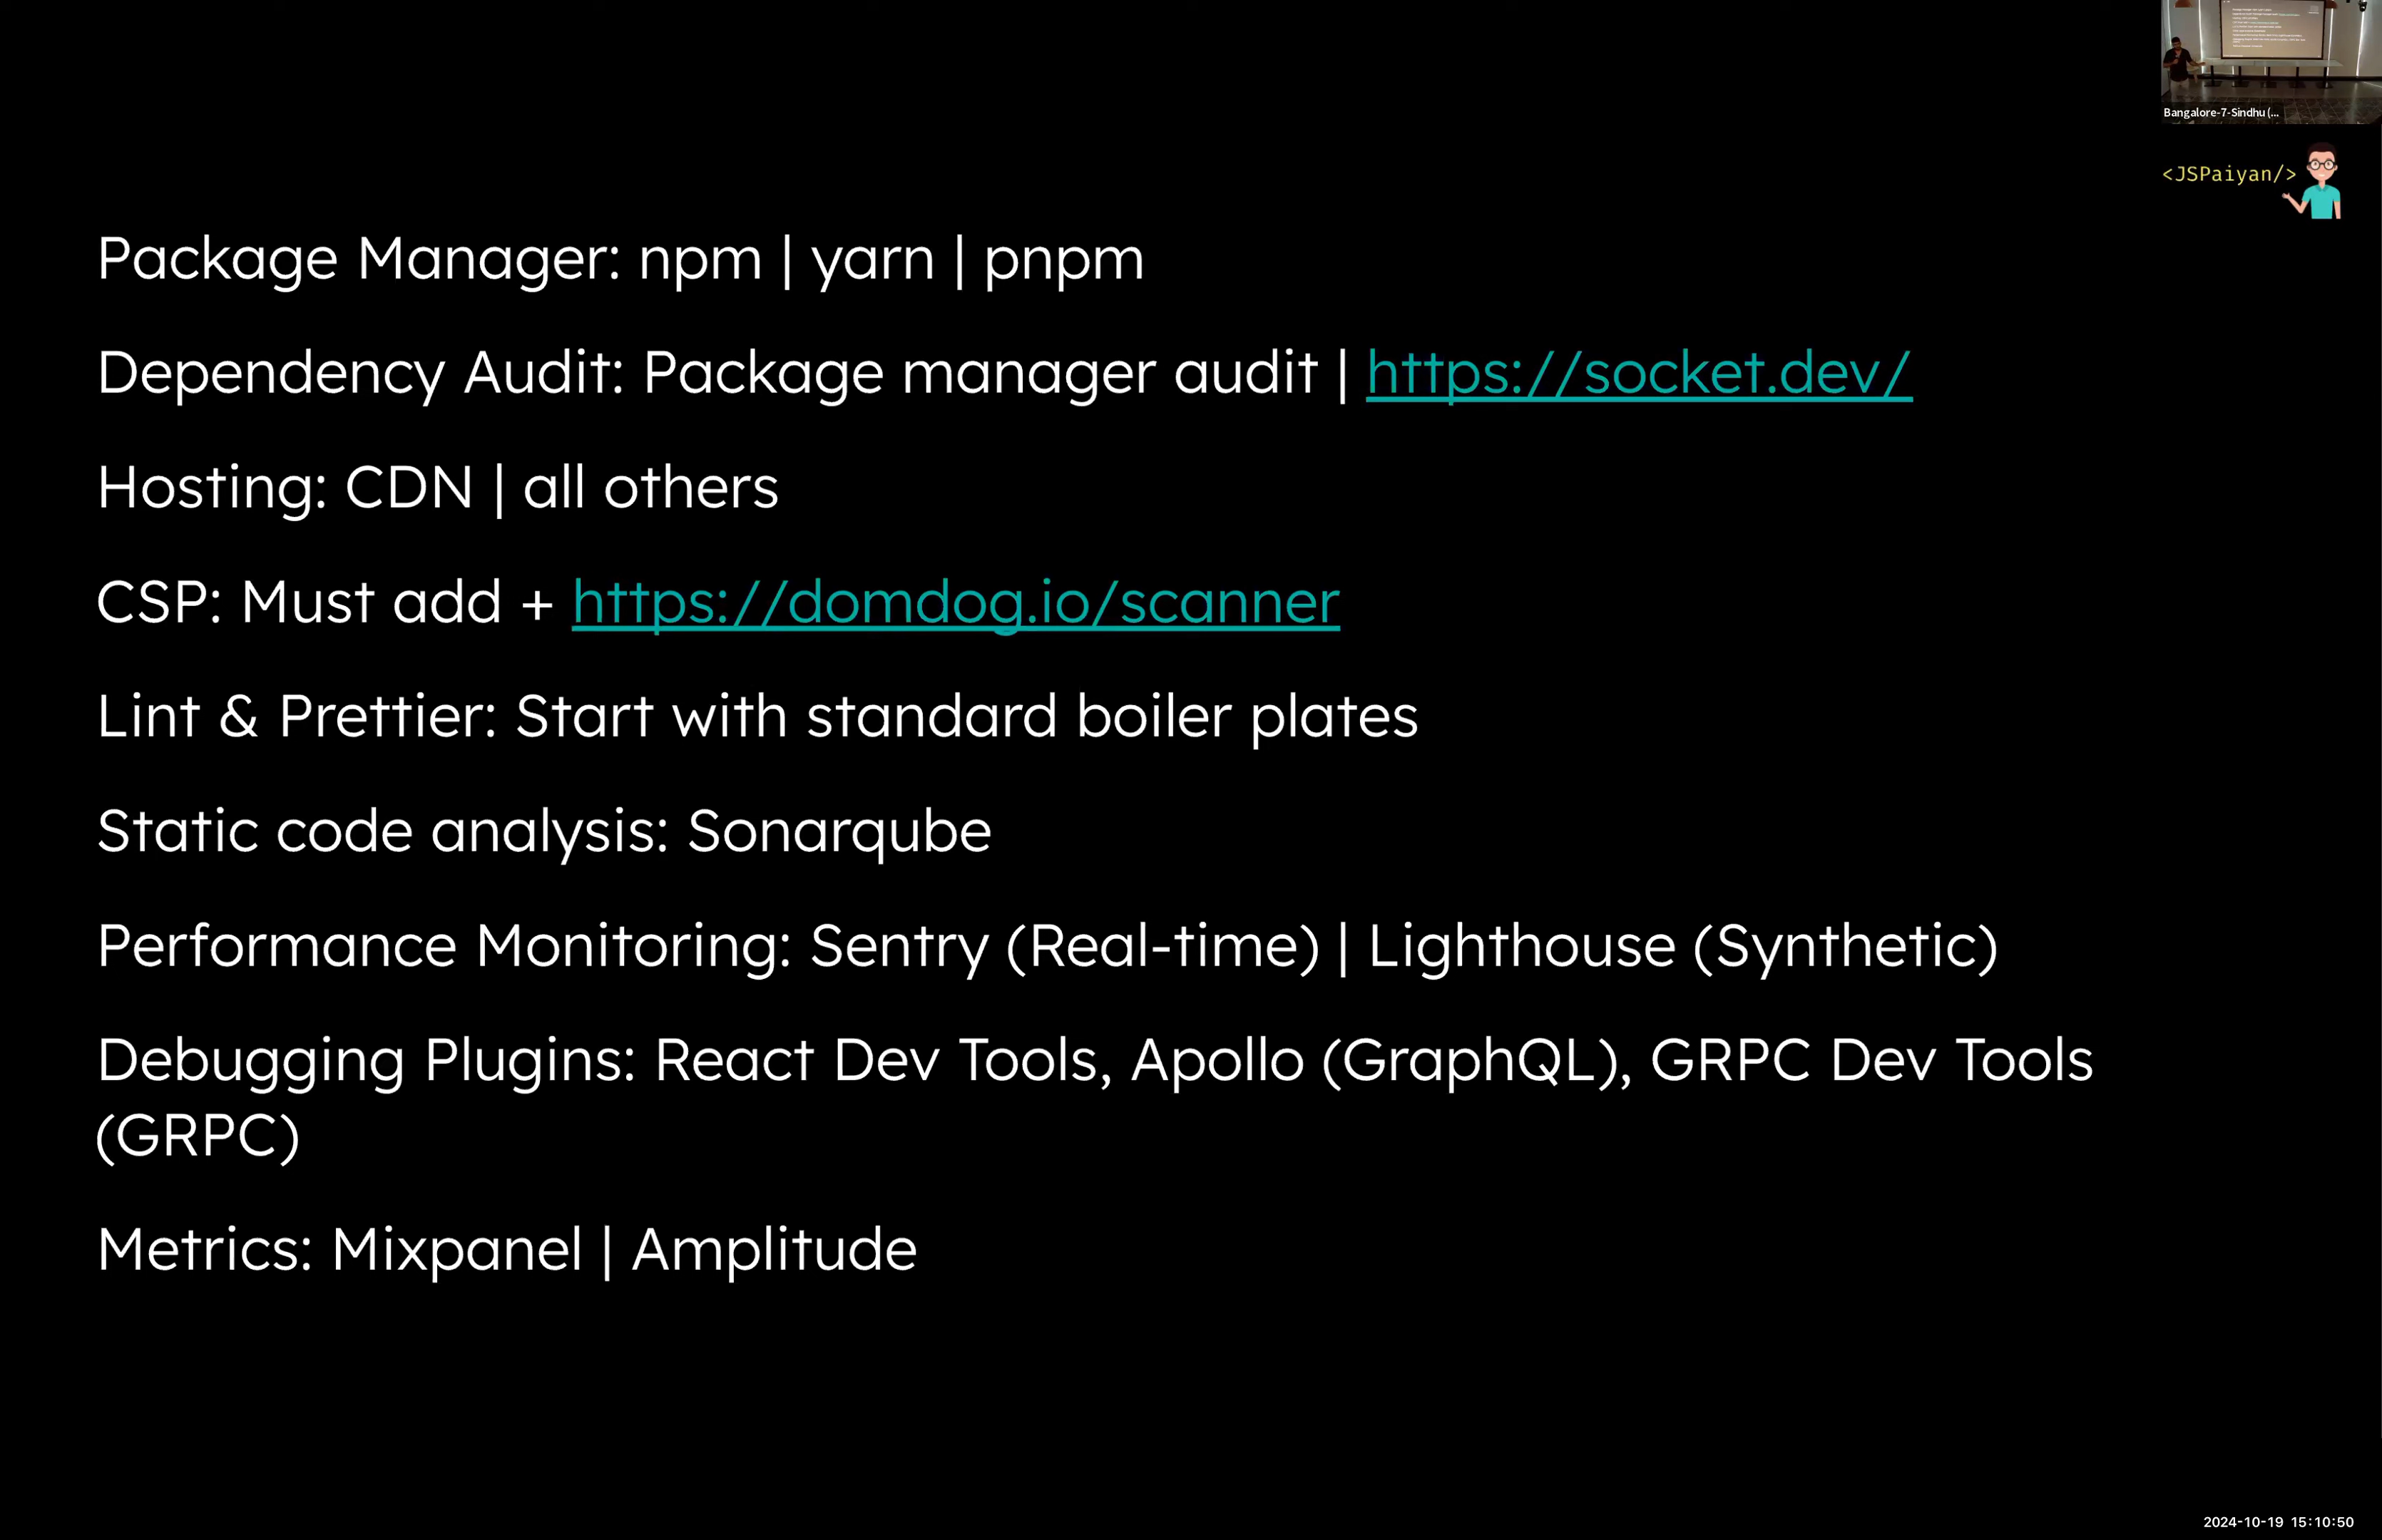 Bangalore-7-Sindhu (...
<JSPaiyan/>
Package Manager: npm | yarn | pnpm
Dependency Audit: Package manager audit | https://socket.dev/
Hosting: CDN | all others
CSP: Must add + https://domdog.io/scanner
Lint & Prettier: Start with standard boiler plates
Static code analysis: Sonarqube
Performance Monitoring: Sentry (Real-time) | Lighthouse (Synthetic)
Debugging Plugins: React Dev Tools, Apollo (GraphQL), GRPC Dev Tools
(GRPC)
Metrics: Mixpanel | Amplitude
2024-10-19 15:10:50